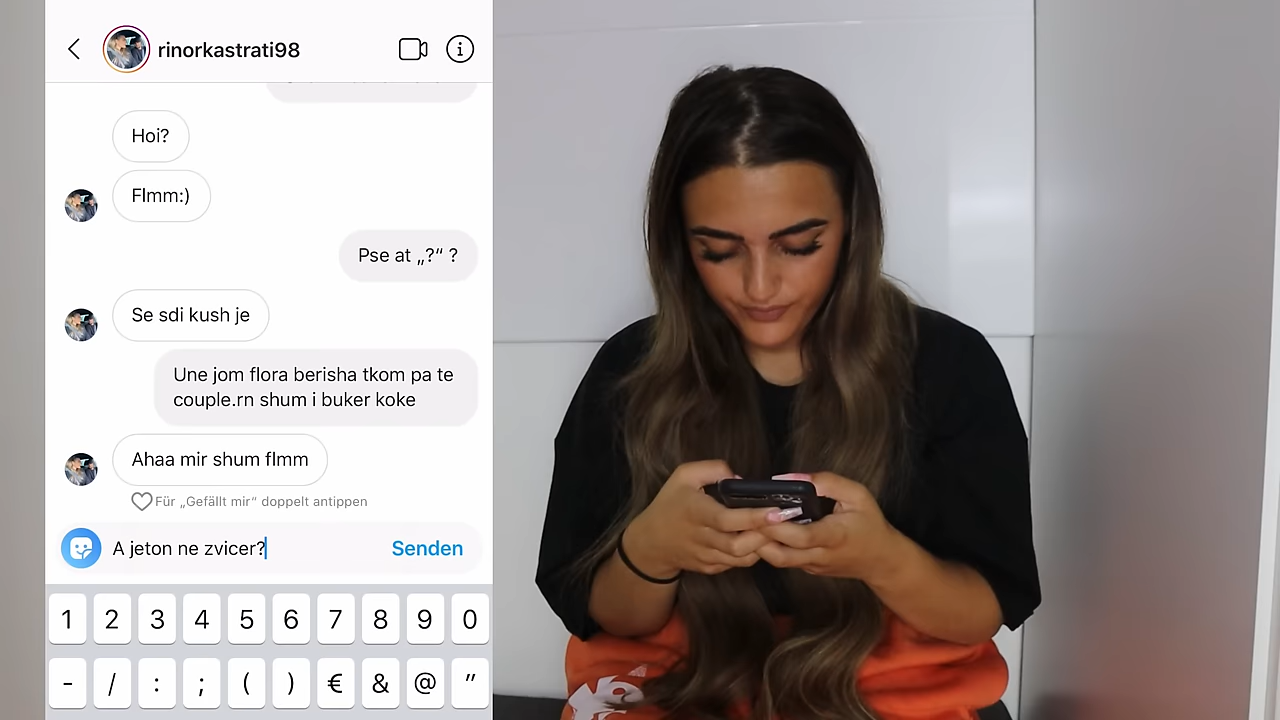 rinorkastrati98
Hoi?
Flmm:)
Pse at „?“ ?
Se sdi kush je
Une jom flora berisha tkom pa te
couple.rn shum i buker koke
Ahaa mir shum flmm
Für „Gefällt mir“ doppelt antippen
A jeton ne zvicer?
Senden
1 2 3 4 5 6 7 8 9 0
- / : ; ( ) € & @ "